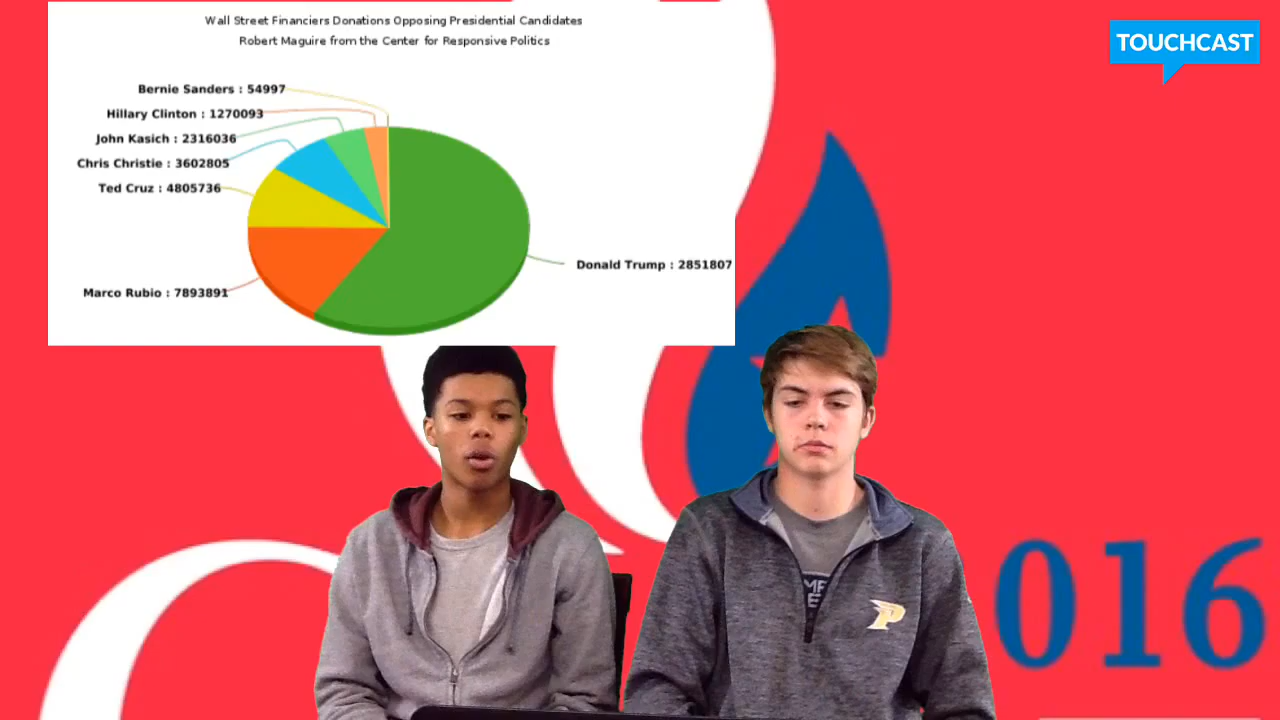 Wall Street Financiers Donations Opposing Presidential Candidates
Robert Maguire from the Center for Responsive Politics
TOUCHCAST
Bernie Sanders : 54997
Hillary Clinton : 1270093
John Kasich : 2316036
Chris Christie : 3602805
Ted Cruz : 4805736
Donald Trump : 2851807
Marco Rubio : 7893891
016
P